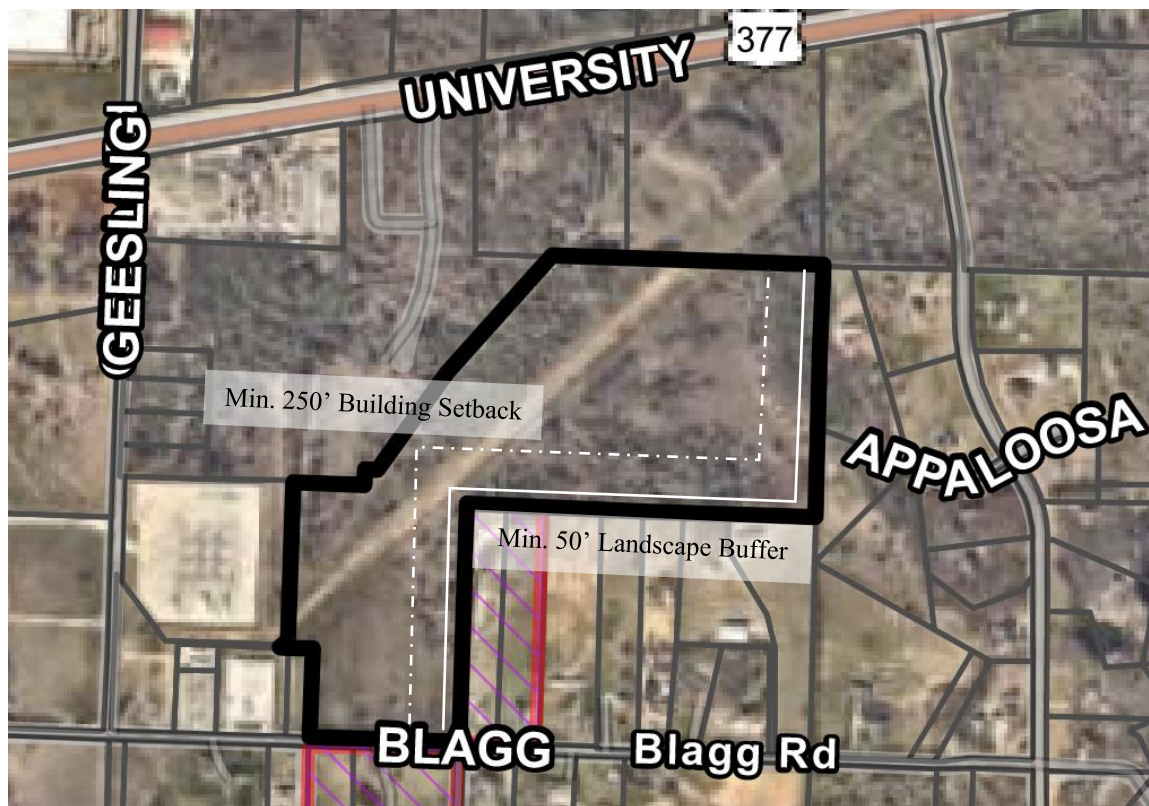 377
UNIVERSITY
GEESLING
Min. 250’ Building Setback
APPALOOSA
Min. 50’ Landscape Buffer
BLAGG
Blagg Rd